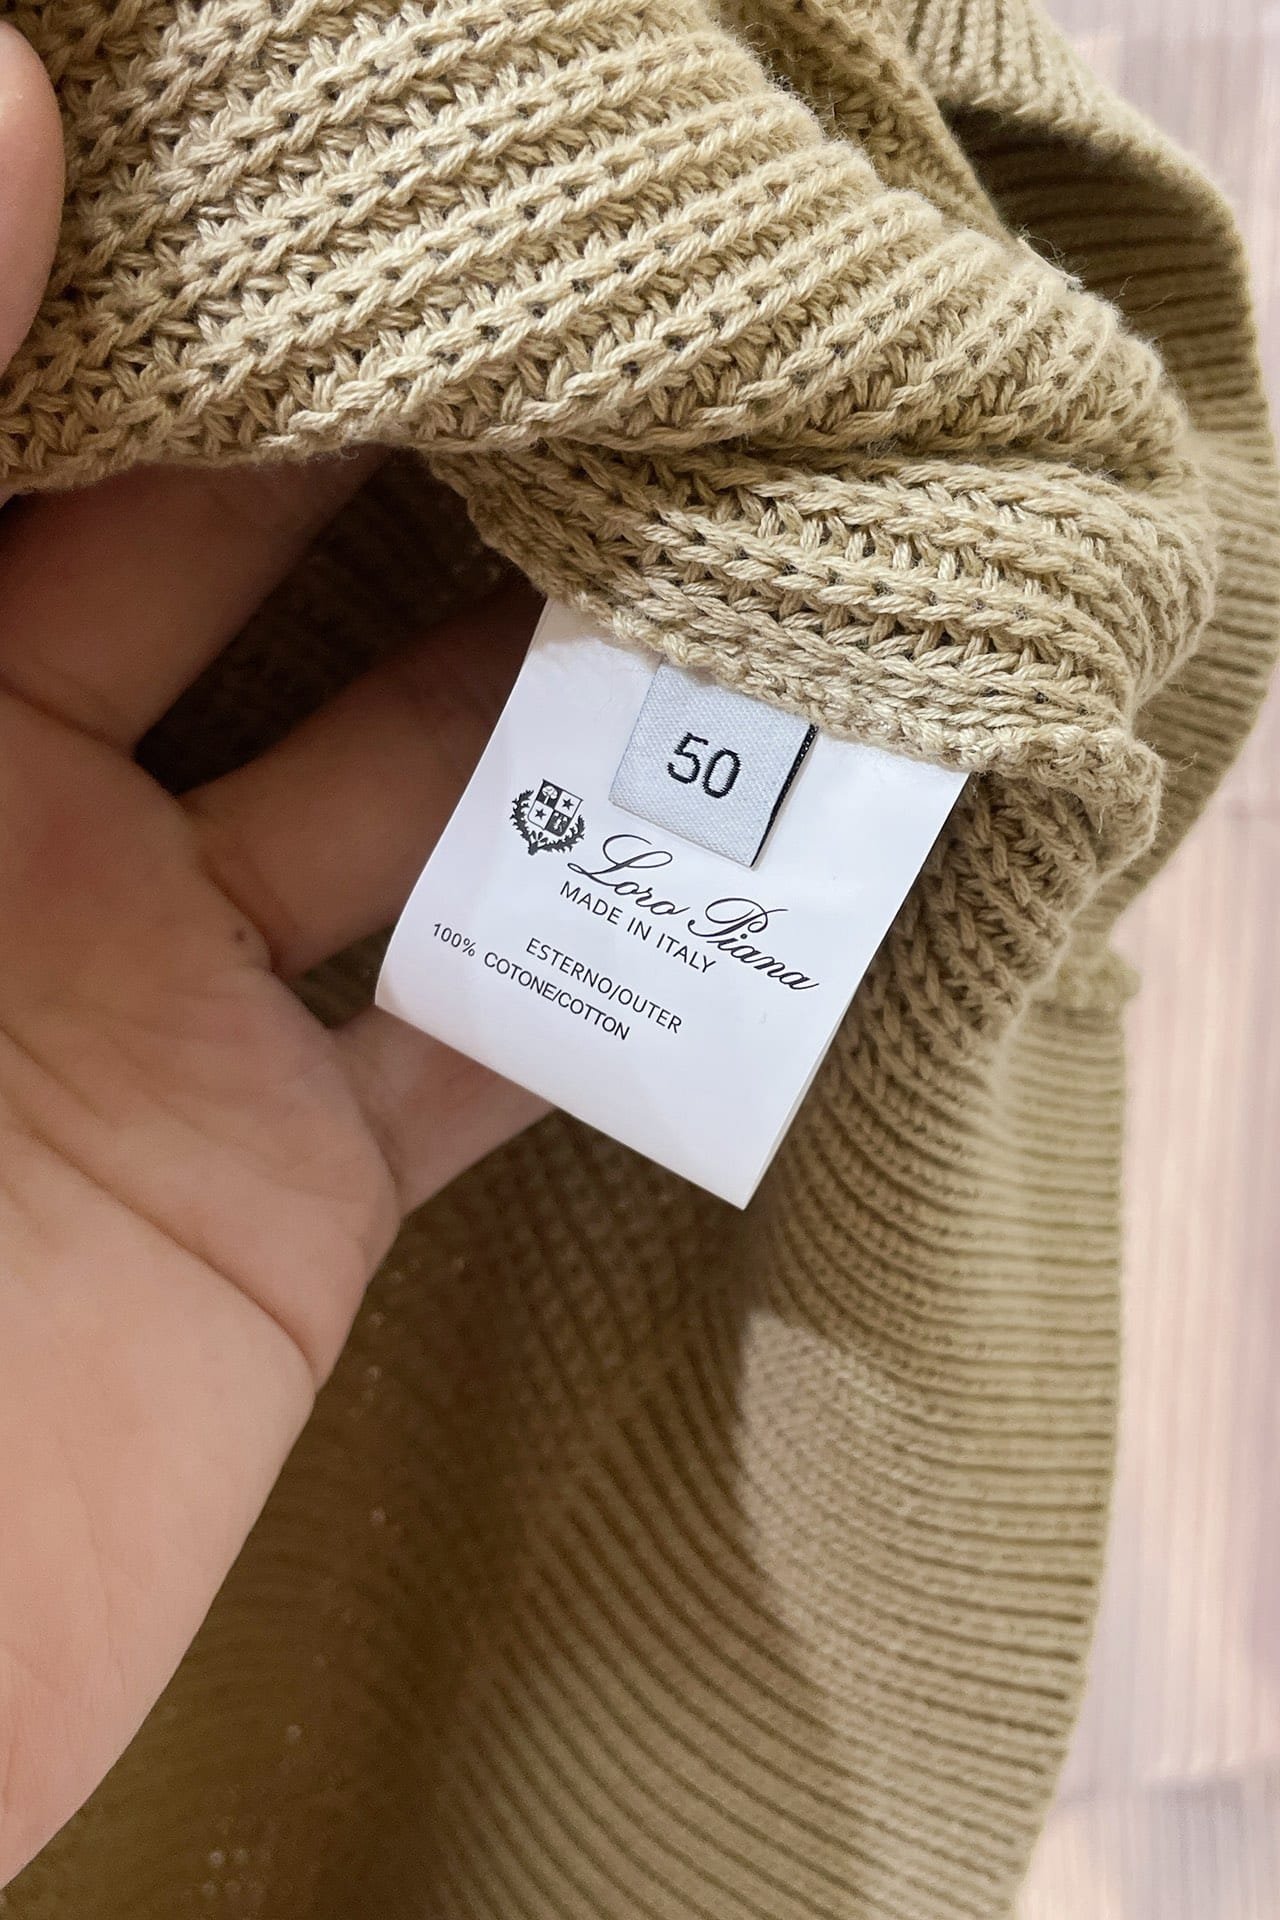 50
Loro Piana
MADE IN ITALY
ESTERNO/OUTER
100% COTONE/COTTON